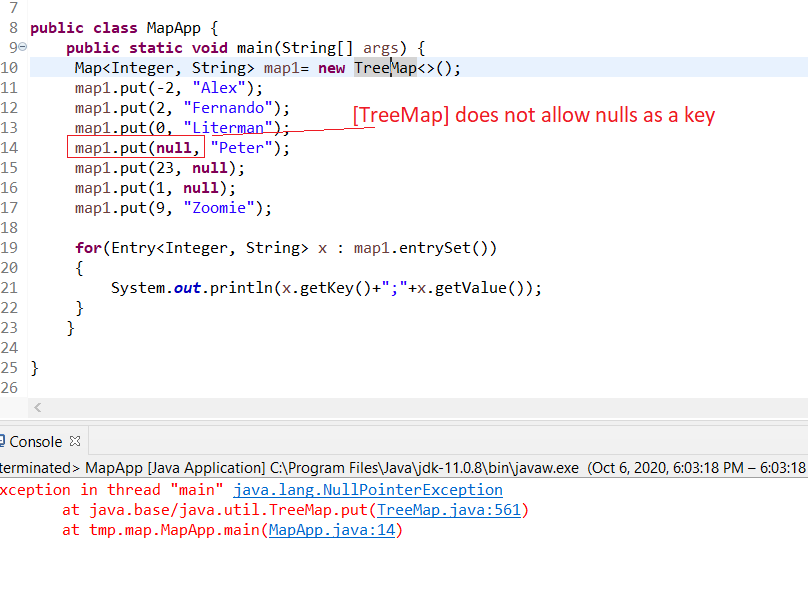 7
8 public class MapApp {
9 public static void main(String[] args) {
10 Map<Integer, String> map1= new TreeMap<>();
11 map1.put(-2, "Alex");
12 map1.put(2, "Fernando");
[TreeMap] does not allow nulls as a key
13 map1.put(0, "Literman");
14 map1.put(null, "Peter");
15 map1.put(23, null);
16 map1.put(1, null);
17 map1.put(9, "Zoomie");
18
19 for(Entry<Integer, String> x : map1.entrySet())
20 {
21 System.out.println(x.getKey()+";"+x.getValue());
22 }
23 }
24
25 }
26
Console
terminated> MapApp [Java Application] C:\Program Files\Java\jdk-11.0.8\bin\javaw.exe (Oct 6, 2020, 6:03:18 PM – 6:03:18
xception in thread "main" java.lang.NullPointerException
at java.base/java.util.TreeMap.put(TreeMap.java:561)
at tmp.map.MapApp.main(MapApp.java:14)